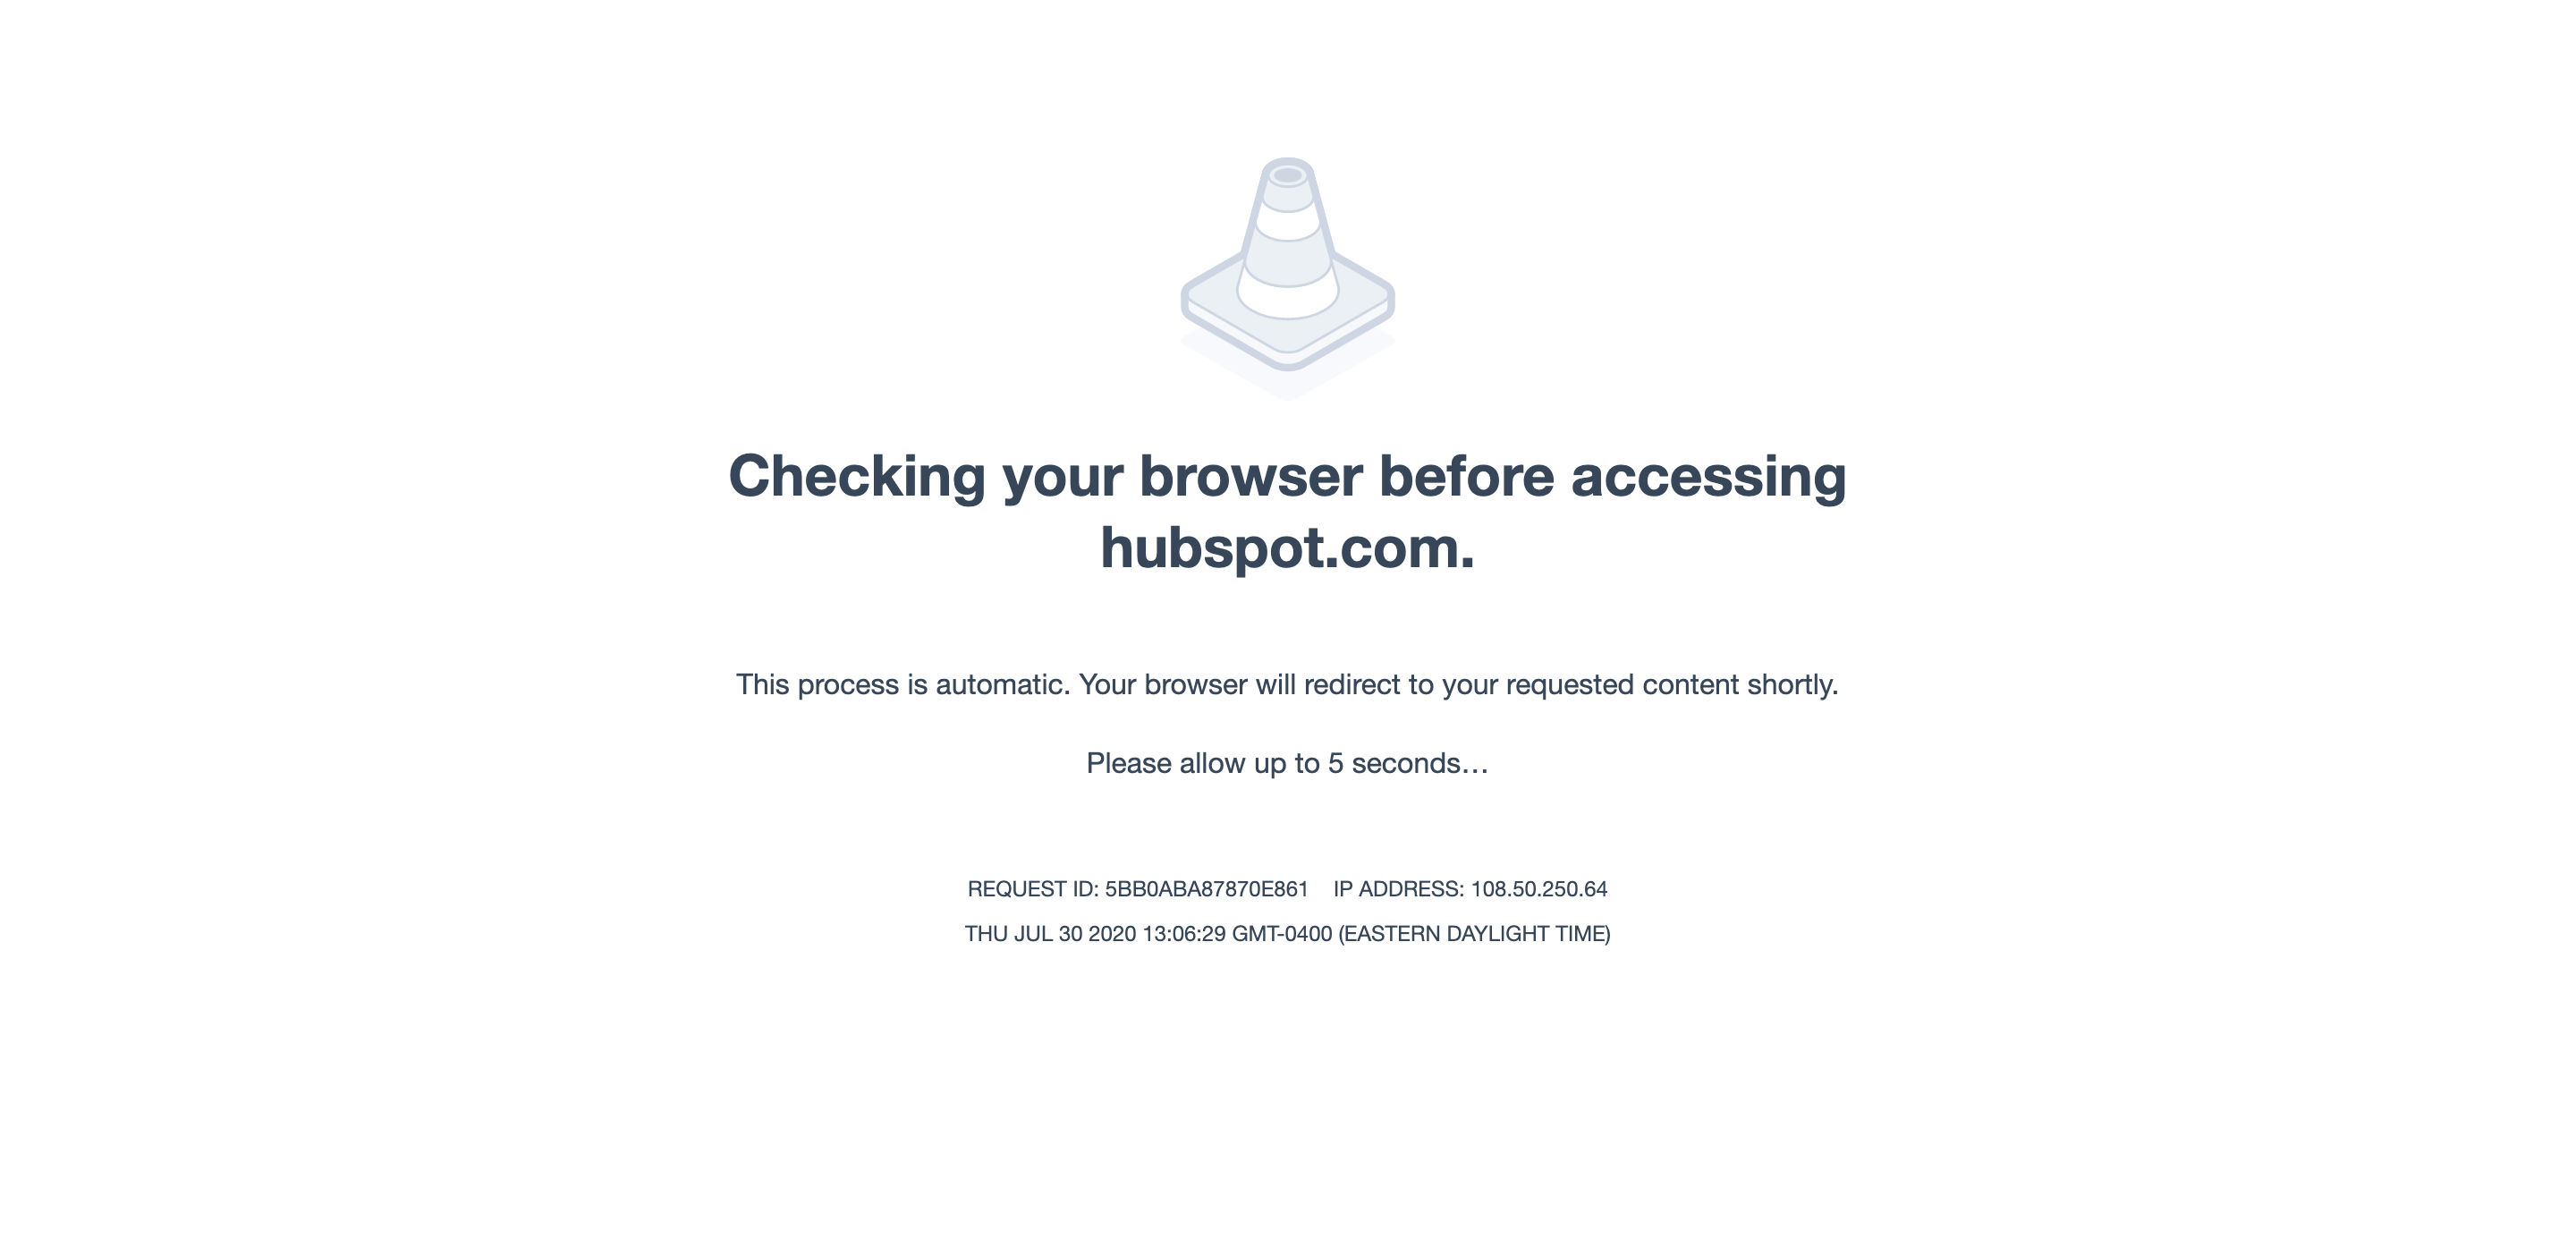 Checking your browser before accessing
hubspot.com.
This process is automatic. Your browser will redirect to your requested content shortly.
Please allow up to 5 seconds…
REQUEST ID: 5BB0ABA87870E861 IP ADDRESS: 108.50.250.64
THU JUL 30 2020 13:06:29 GMT-0400 (EASTERN DAYLIGHT TIME)